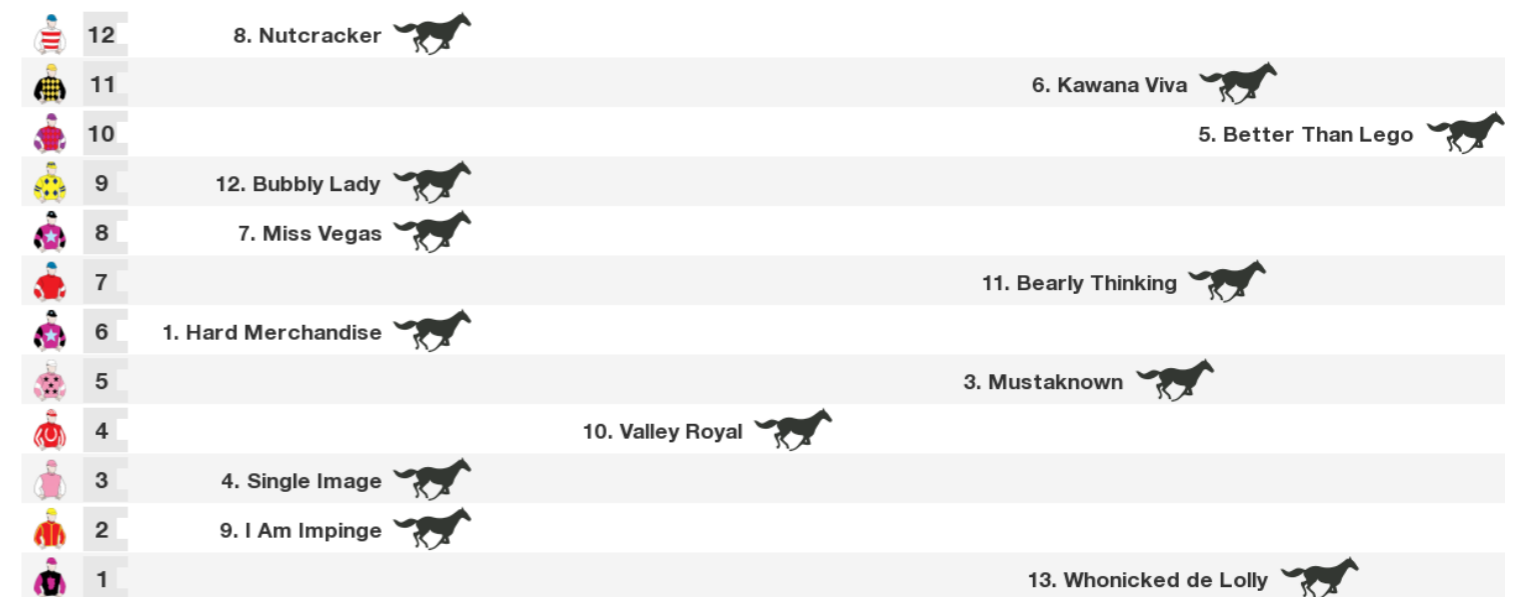 12 8. Nutcracker
11 6. Kawana Viva
10 5. Better Than Lego
9 12. Bubbly Lady
8 7. Miss Vegas
7 11. Bearly Thinking
6 1. Hard Merchandise
5 3. Mustaknown
4 10. Valley Royal
3 4. Single Image
2 9. I Am Impinge
1 13. Whonicked de Lolly